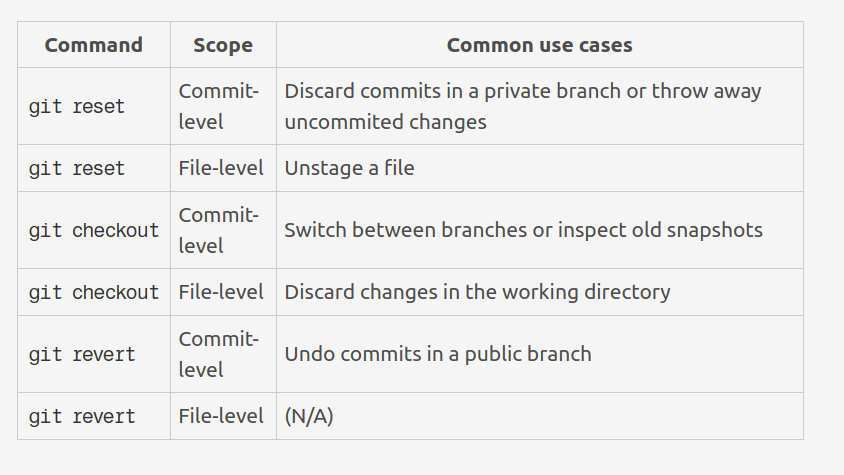 Command Scope Common use cases
git reset Commit-level Discard commits in a private branch or throw away
uncommited changes
git reset File-level Unstage a file
git checkout Commit-level Switch between branches or inspect old snapshots
git checkout File-level Discard changes in the working directory
git revert Commit-level Undo commits in a public branch
git revert File-level (N/A)